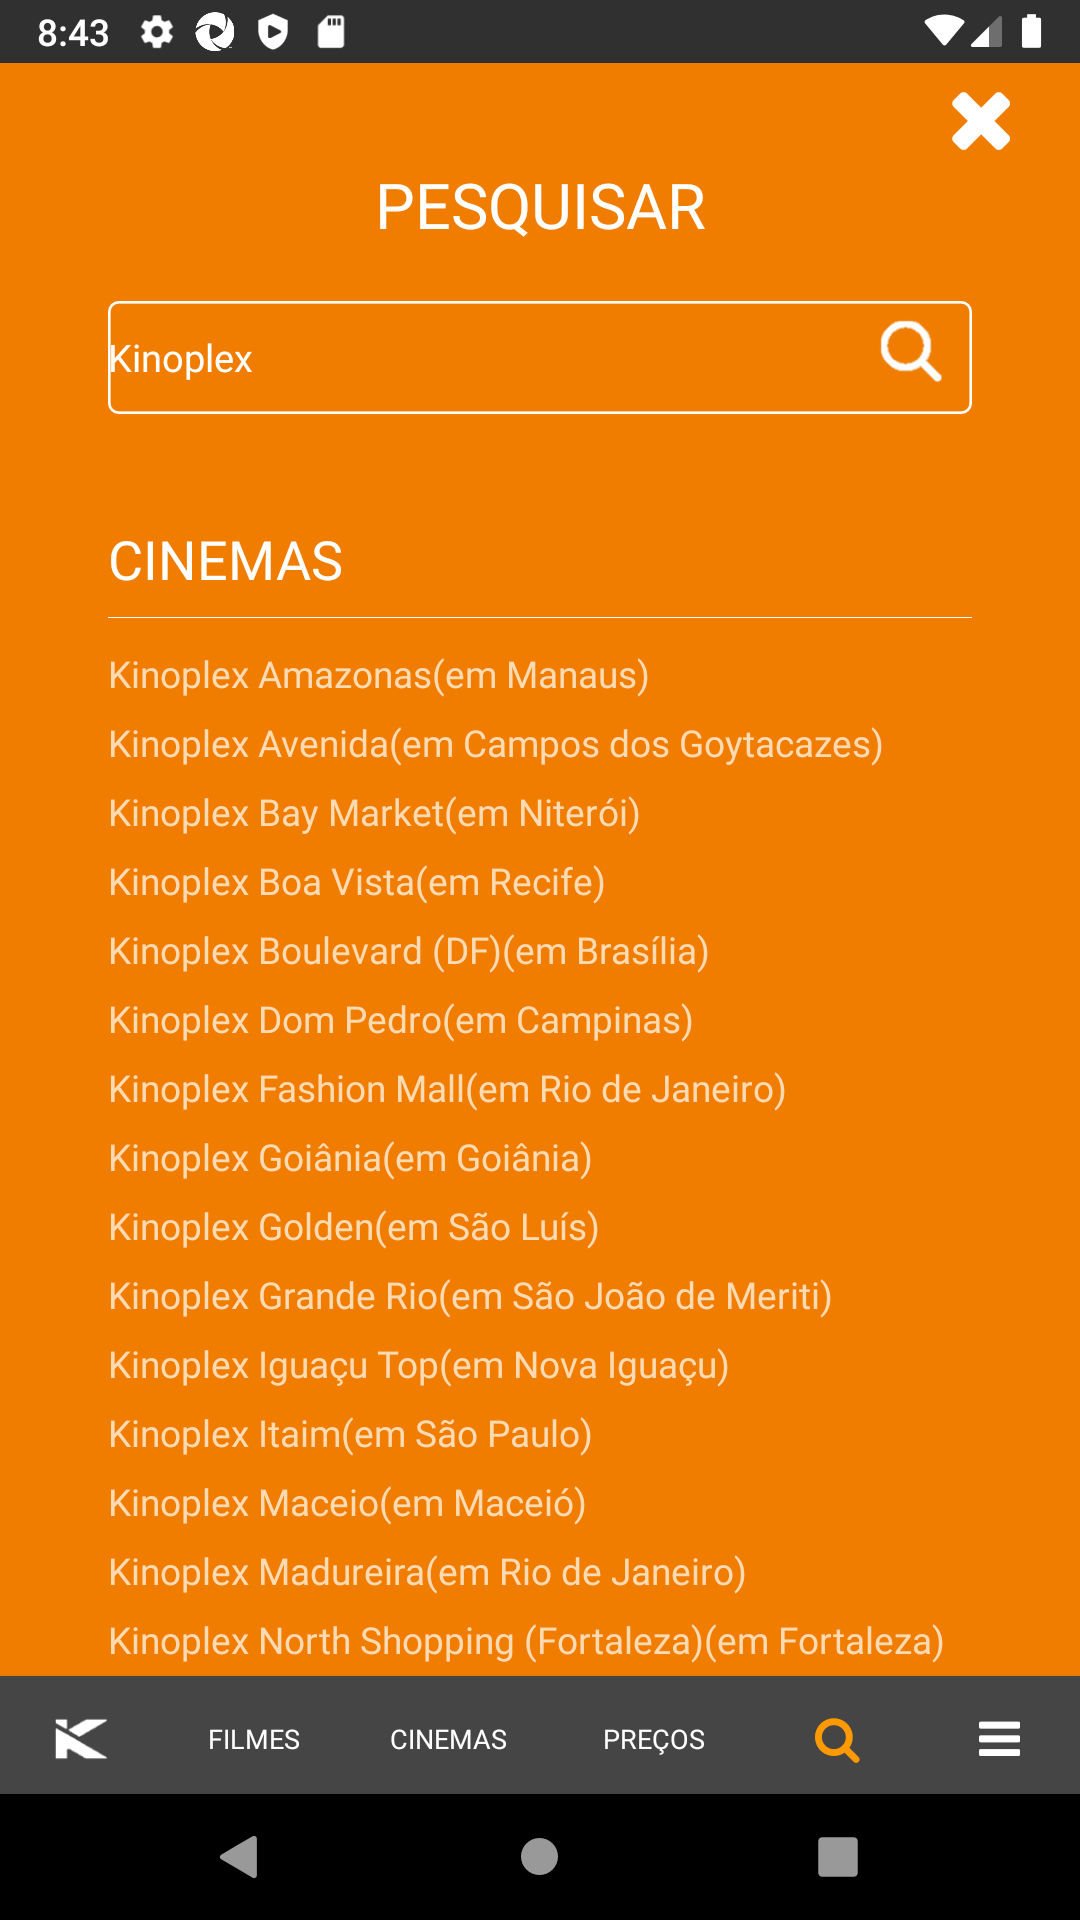 8:43
PESQUISAR
Kinoplex
CINEMAS
Kinoplex Amazonas(em Manaus)
Kinoplex Avenida(em Campos dos Goytacazes)
Kinoplex Bay Market(em Niterói)
Kinoplex Boa Vista(em Recife)
Kinoplex Boulevard (DF)(em Brasília)
Kinoplex Dom Pedro(em Campinas)
Kinoplex Fashion Mall(em Rio de Janeiro)
Kinoplex Goiânia(em Goiânia)
Kinoplex Golden(em São Luís)
Kinoplex Grande Rio(em São João de Meriti)
Kinoplex Iguaçu Top(em Nova Iguaçu)
Kinoplex Itaim(em São Paulo)
Kinoplex Maceio(em Maceió)
Kinoplex Madureira(em Rio de Janeiro)
Kinoplex North Shopping (Fortaleza)(em Fortaleza)
FILMES CINEMAS PREÇOS